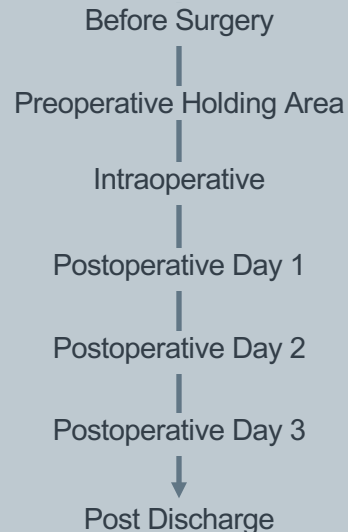 Before Surgery
Preoperative Holding Area
Intraoperative
Postoperative Day 1
Postoperative Day 2
Postoperative Day 3
Post Discharge